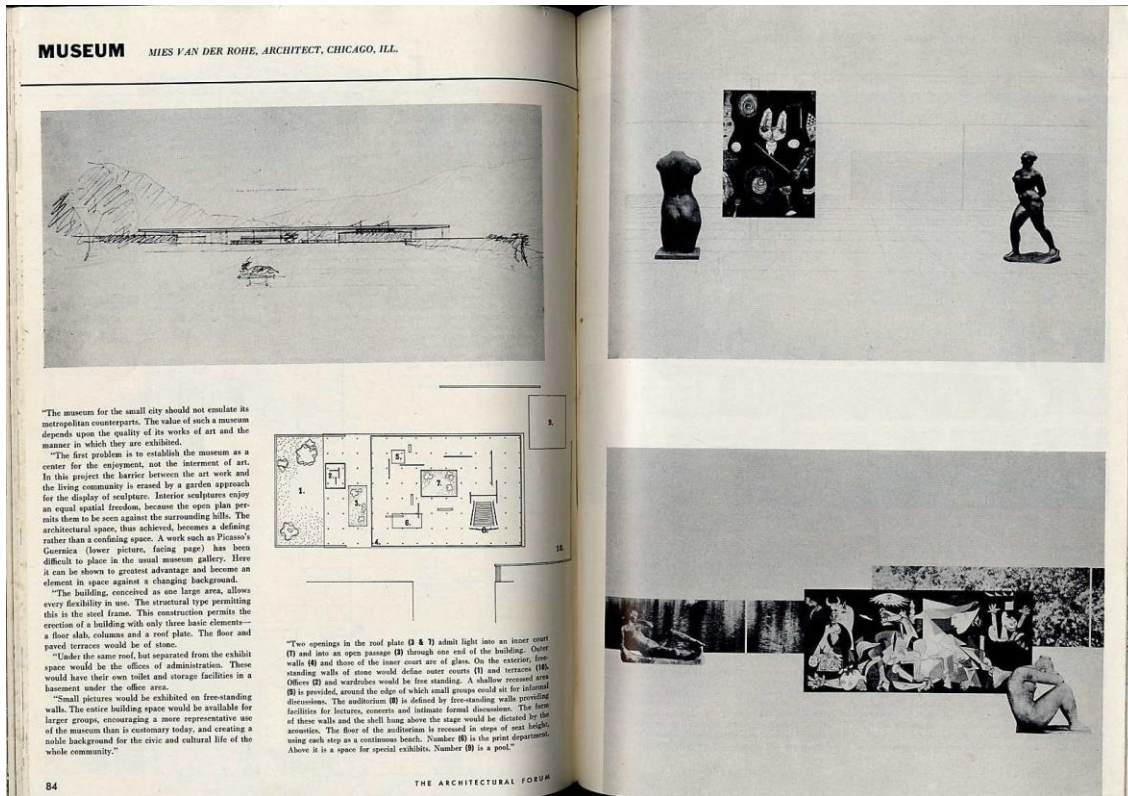 MUSEUM MIES VAN DER ROHE, ARCHITECT, CHICAGO, ILL.
"The museum for the small city should not emulate its
metropolitan counterparts. The value of such a museum
depends upon the quality of its works of art and the
manner in which they are exhibited.
"The first problem is to establish the museum as a
center for the enjoyment, not the interment of art.
In this project the barrier between the art work and
the living community is erased by a garden approach
for the display of sculpture. Interior sculptures enjoy
an equal spatial freedom, because the open plan per-
mits them to be seen against the surrounding hills. The
architectural space, thus achieved, becomes a defining
rather than a confining space. A work such as Picasso's
Guernica (lower picture, facing page) has been
difficult to place in the usual museum gallery. Here
it can be shown to greatest advantage and become an
element in space against a changing background.
"The building, conceived as one large area, allows
every flexibility in use. The structural type permitting
this is the steel frame. This construction permits the
erection of a building with only three basic elements—
a floor slab, columns and a roof plate. The floor and
paved terraces would be of stone.
"Under the same roof, but separated from the exhibit
space would be the offices of administration. These
would have their own toilet and storage facilities in a
basement under the office area.
"Small pictures would be exhibited on free-standing
walls. The entire building space would be available for
larger groups, encouraging a more representative use
of the museum than is customary today, and creating a
noble background for the civic and cultural life of the
whole community."
1.
2.
3.
4.
5.
6.
7.
8.
9.
10.
"Two openings in the roof plate (3 & 7) admit light into an inner court
(7) and into an open passage (3) through one end of the building. Outer
walls (4) and those of the inner court are of glass. On the exterior, free-
standing walls of stone would define outer courts (1) and terraces (10).
Offices (2) and wardrobes would be free standing. A shallow recessed area
(5) is provided, around the edge of which small groups could sit for informal
discussions. The auditorium (8) is defined by free-standing walls providing
facilities for lectures, concerts and intimate formal discussions. The form
of these walls and the shell hung above the stage would be dictated by the
acoustics. The floor of the auditorium is recessed in steps of seat height,
using each step as a continuous bench. Number (6) is the print department.
Above it is a space for special exhibits. Number (9) is a pool."
84
THE ARCHITECTURAL FORUM